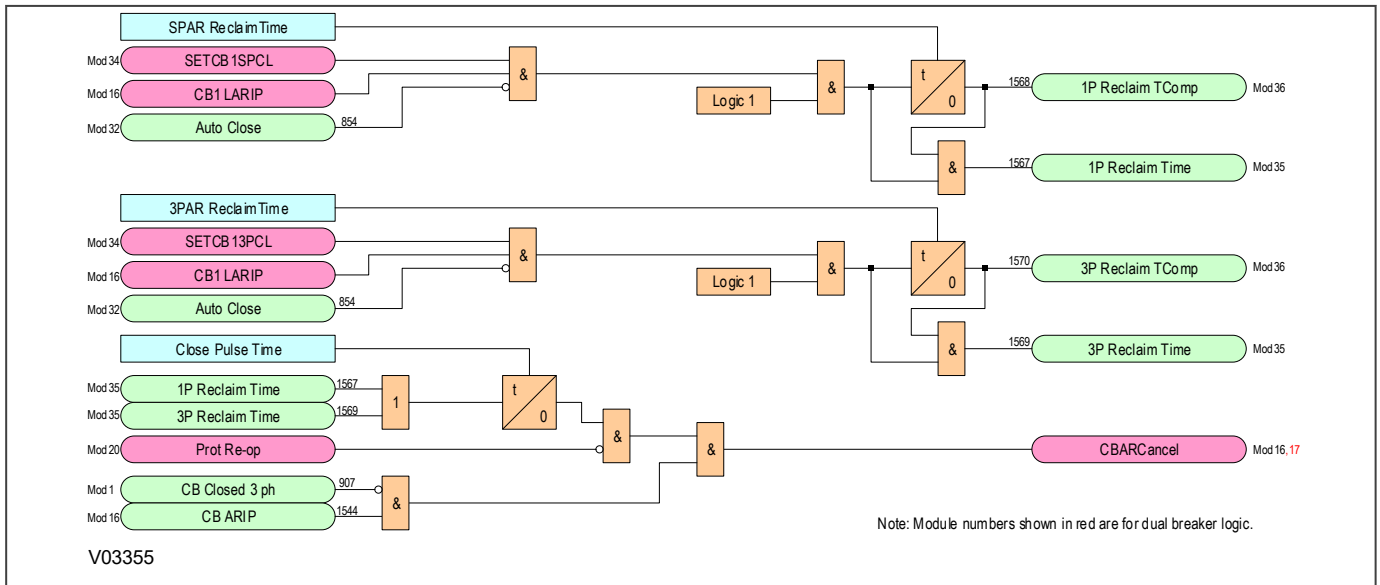 SPAR Reclaim Time
Mod 34 SETCB1SPCL
&
Mod 16 CB1 LARIP
Mod 32 Auto Close 854
Logic 1
&
t
0
1568 1P Reclaim TComp Mod 36
&
1567 1P Reclaim Time Mod 35
3PAR Reclaim Time
Mod 34 SETCB13PCL
&
Mod 16 CB1 LARIP
Mod 32 Auto Close 854
Logic 1
&
t
0
1570 3P Reclaim TComp Mod 36
&
1569 3P Reclaim Time Mod 35
Close Pulse Time
Mod 35 1P Reclaim Time 1567
Mod 35 3P Reclaim Time 1569
1
t
0
Mod 20 Prot Re-op
&
&
CBARCancel Mod 16,17
Mod 1 CB Closed 3 ph 907
Mod 16 CB ARIP 1544
&
Note: Module numbers shown in red are for dual breaker logic.
V03355